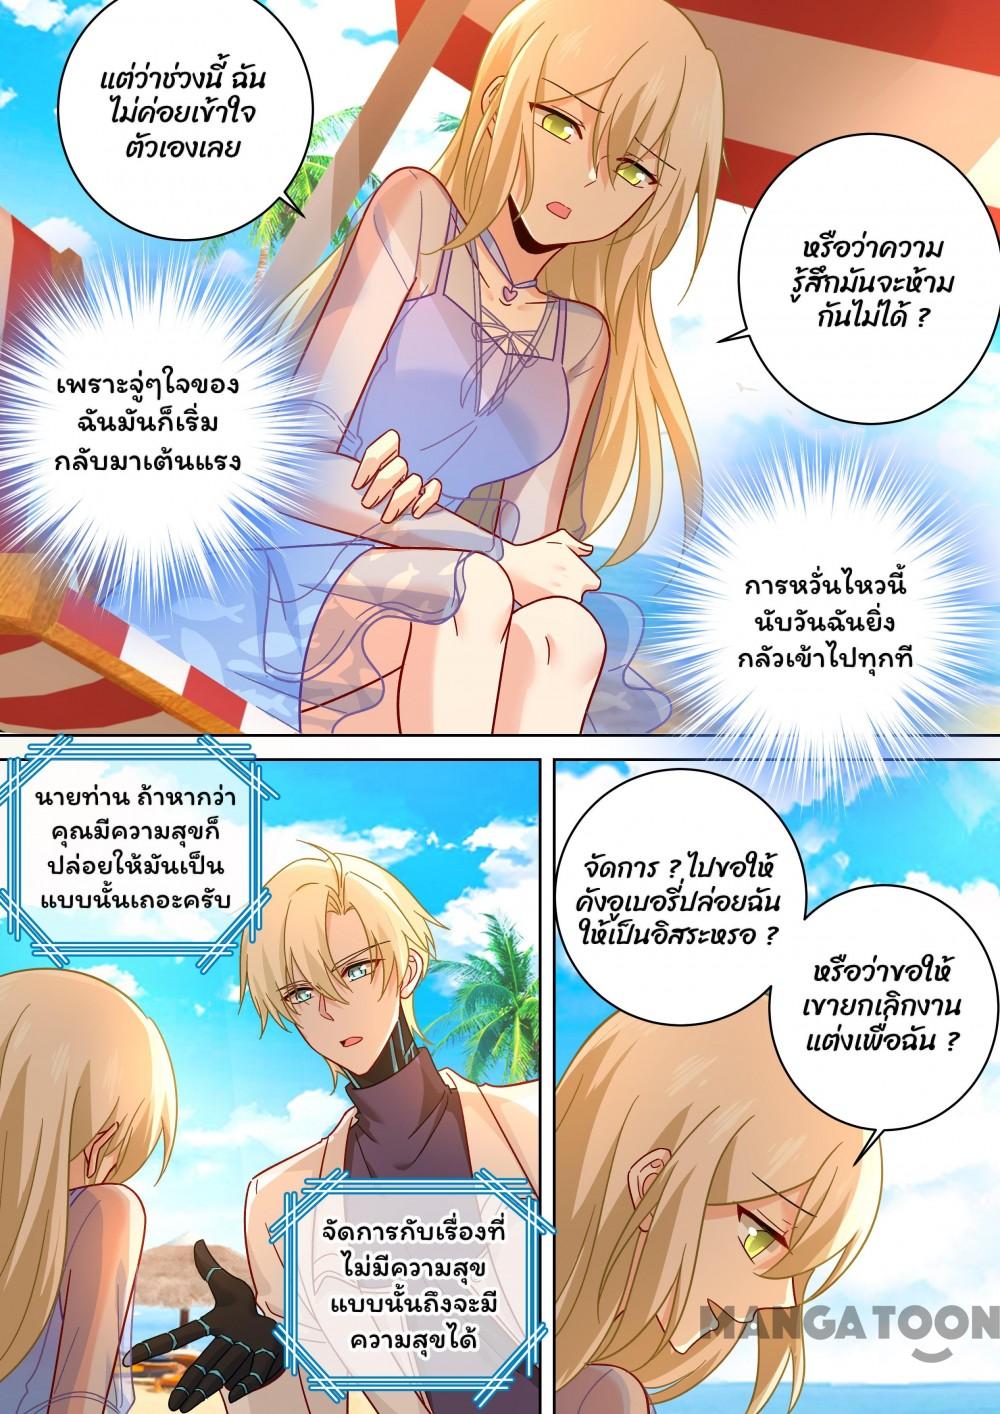 แต่ว่าช่วงนี้ ฉัน
ไม่ค่อยเข้าใจ
ตัวเองเลย
หรือว่าความ
รู้สึกมันจะห้าม
กันไม่ได้ ?
เพราะจู่ๆใจของ
ฉันมันก็เริ่ม
กลับมาเต้นแรง
การหวั่นไหวนี้
นับวันฉันยิ่ง
กลัวเข้าไปทุกที
นายท่าน ถ้าหากว่า
คุณมีความสุขก็
ปล่อยให้มันเป็น
แบบนั้นเถอะครับ
จัดการกับเรื่องที่
ไม่มีความสุข
แบบนั้นถึงจะมี
ความสุขได้
จัดการ ? ไปขอให้
ดังอูเบอรี่ปล่อยฉัน
ให้เป็นอิสระหรอ ?
หรือว่าขอให้
เขายกเลิกงาน
แต่งเพื่อฉัน ?
MANGATOON